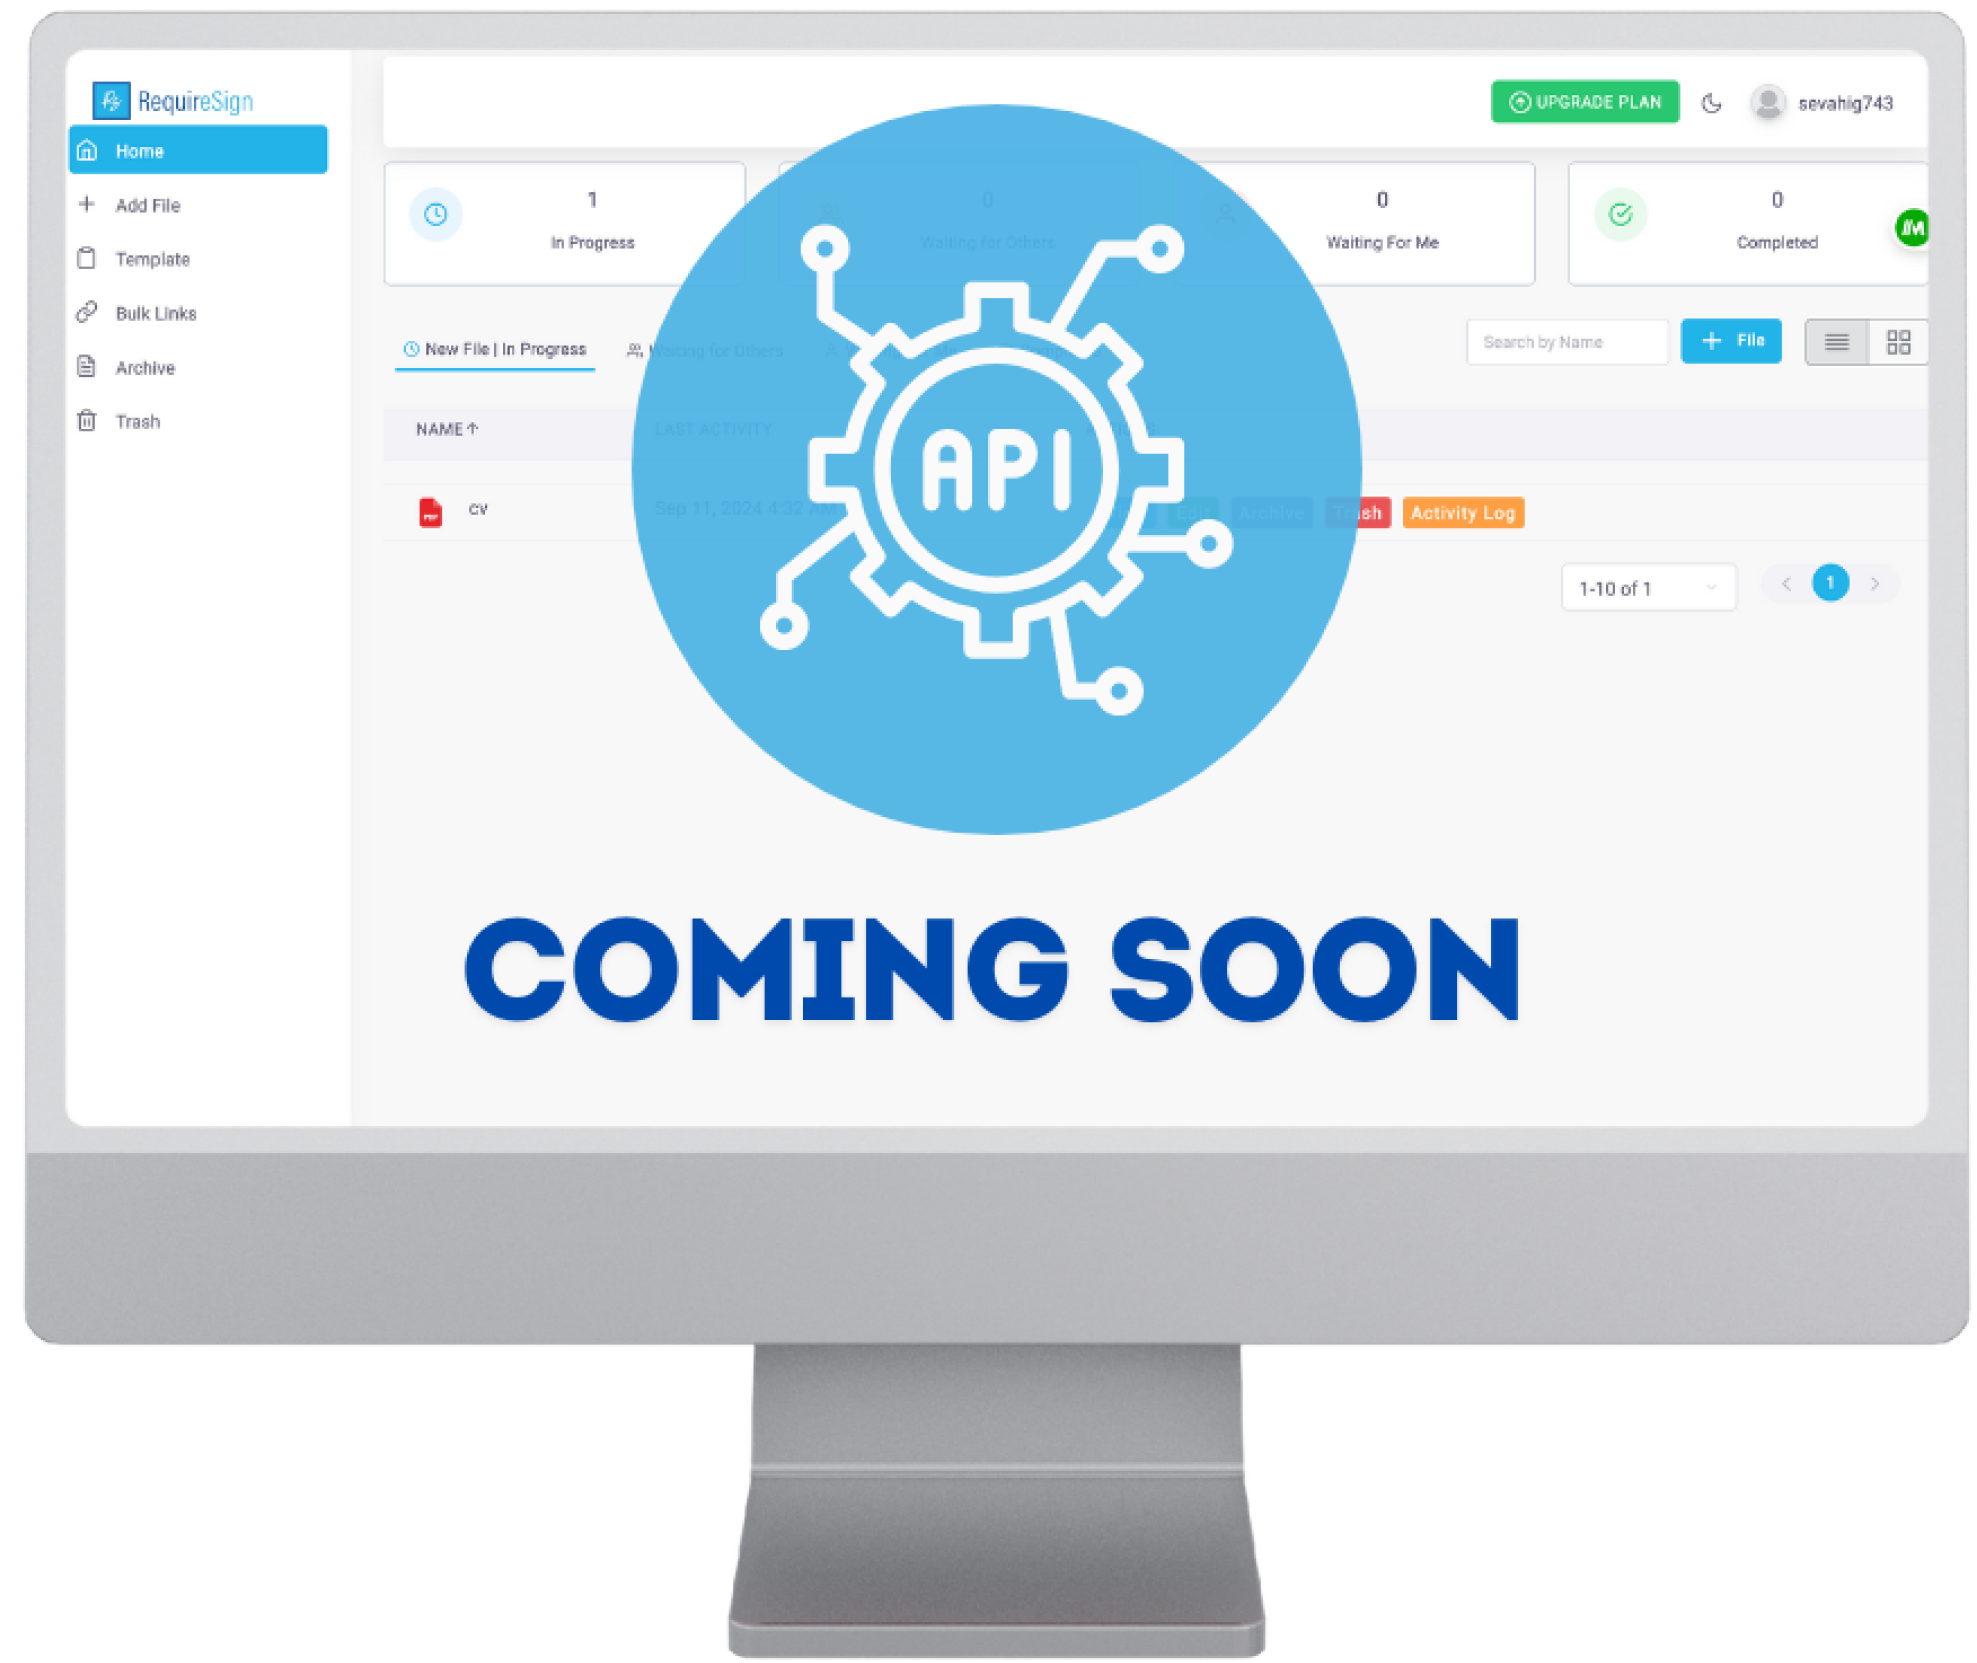 RequireSign
UPGRADE PLAN
sevahig743
Home
Add File
Template
Bulk Links
Archive
Trash
1
In Progress
0
Waiting for Others
0
Waiting For Me
0
Completed
New File | In Progress
Waiting for Others
Search by Name
+ File
NAME ↑
LAST ACTIVITY
PDF
CV
Sep 11, 2024 4:32 AM
Edit
Archive
Trash
Activity Log
1-10 of 1
< 1 >
API
COMING SOON